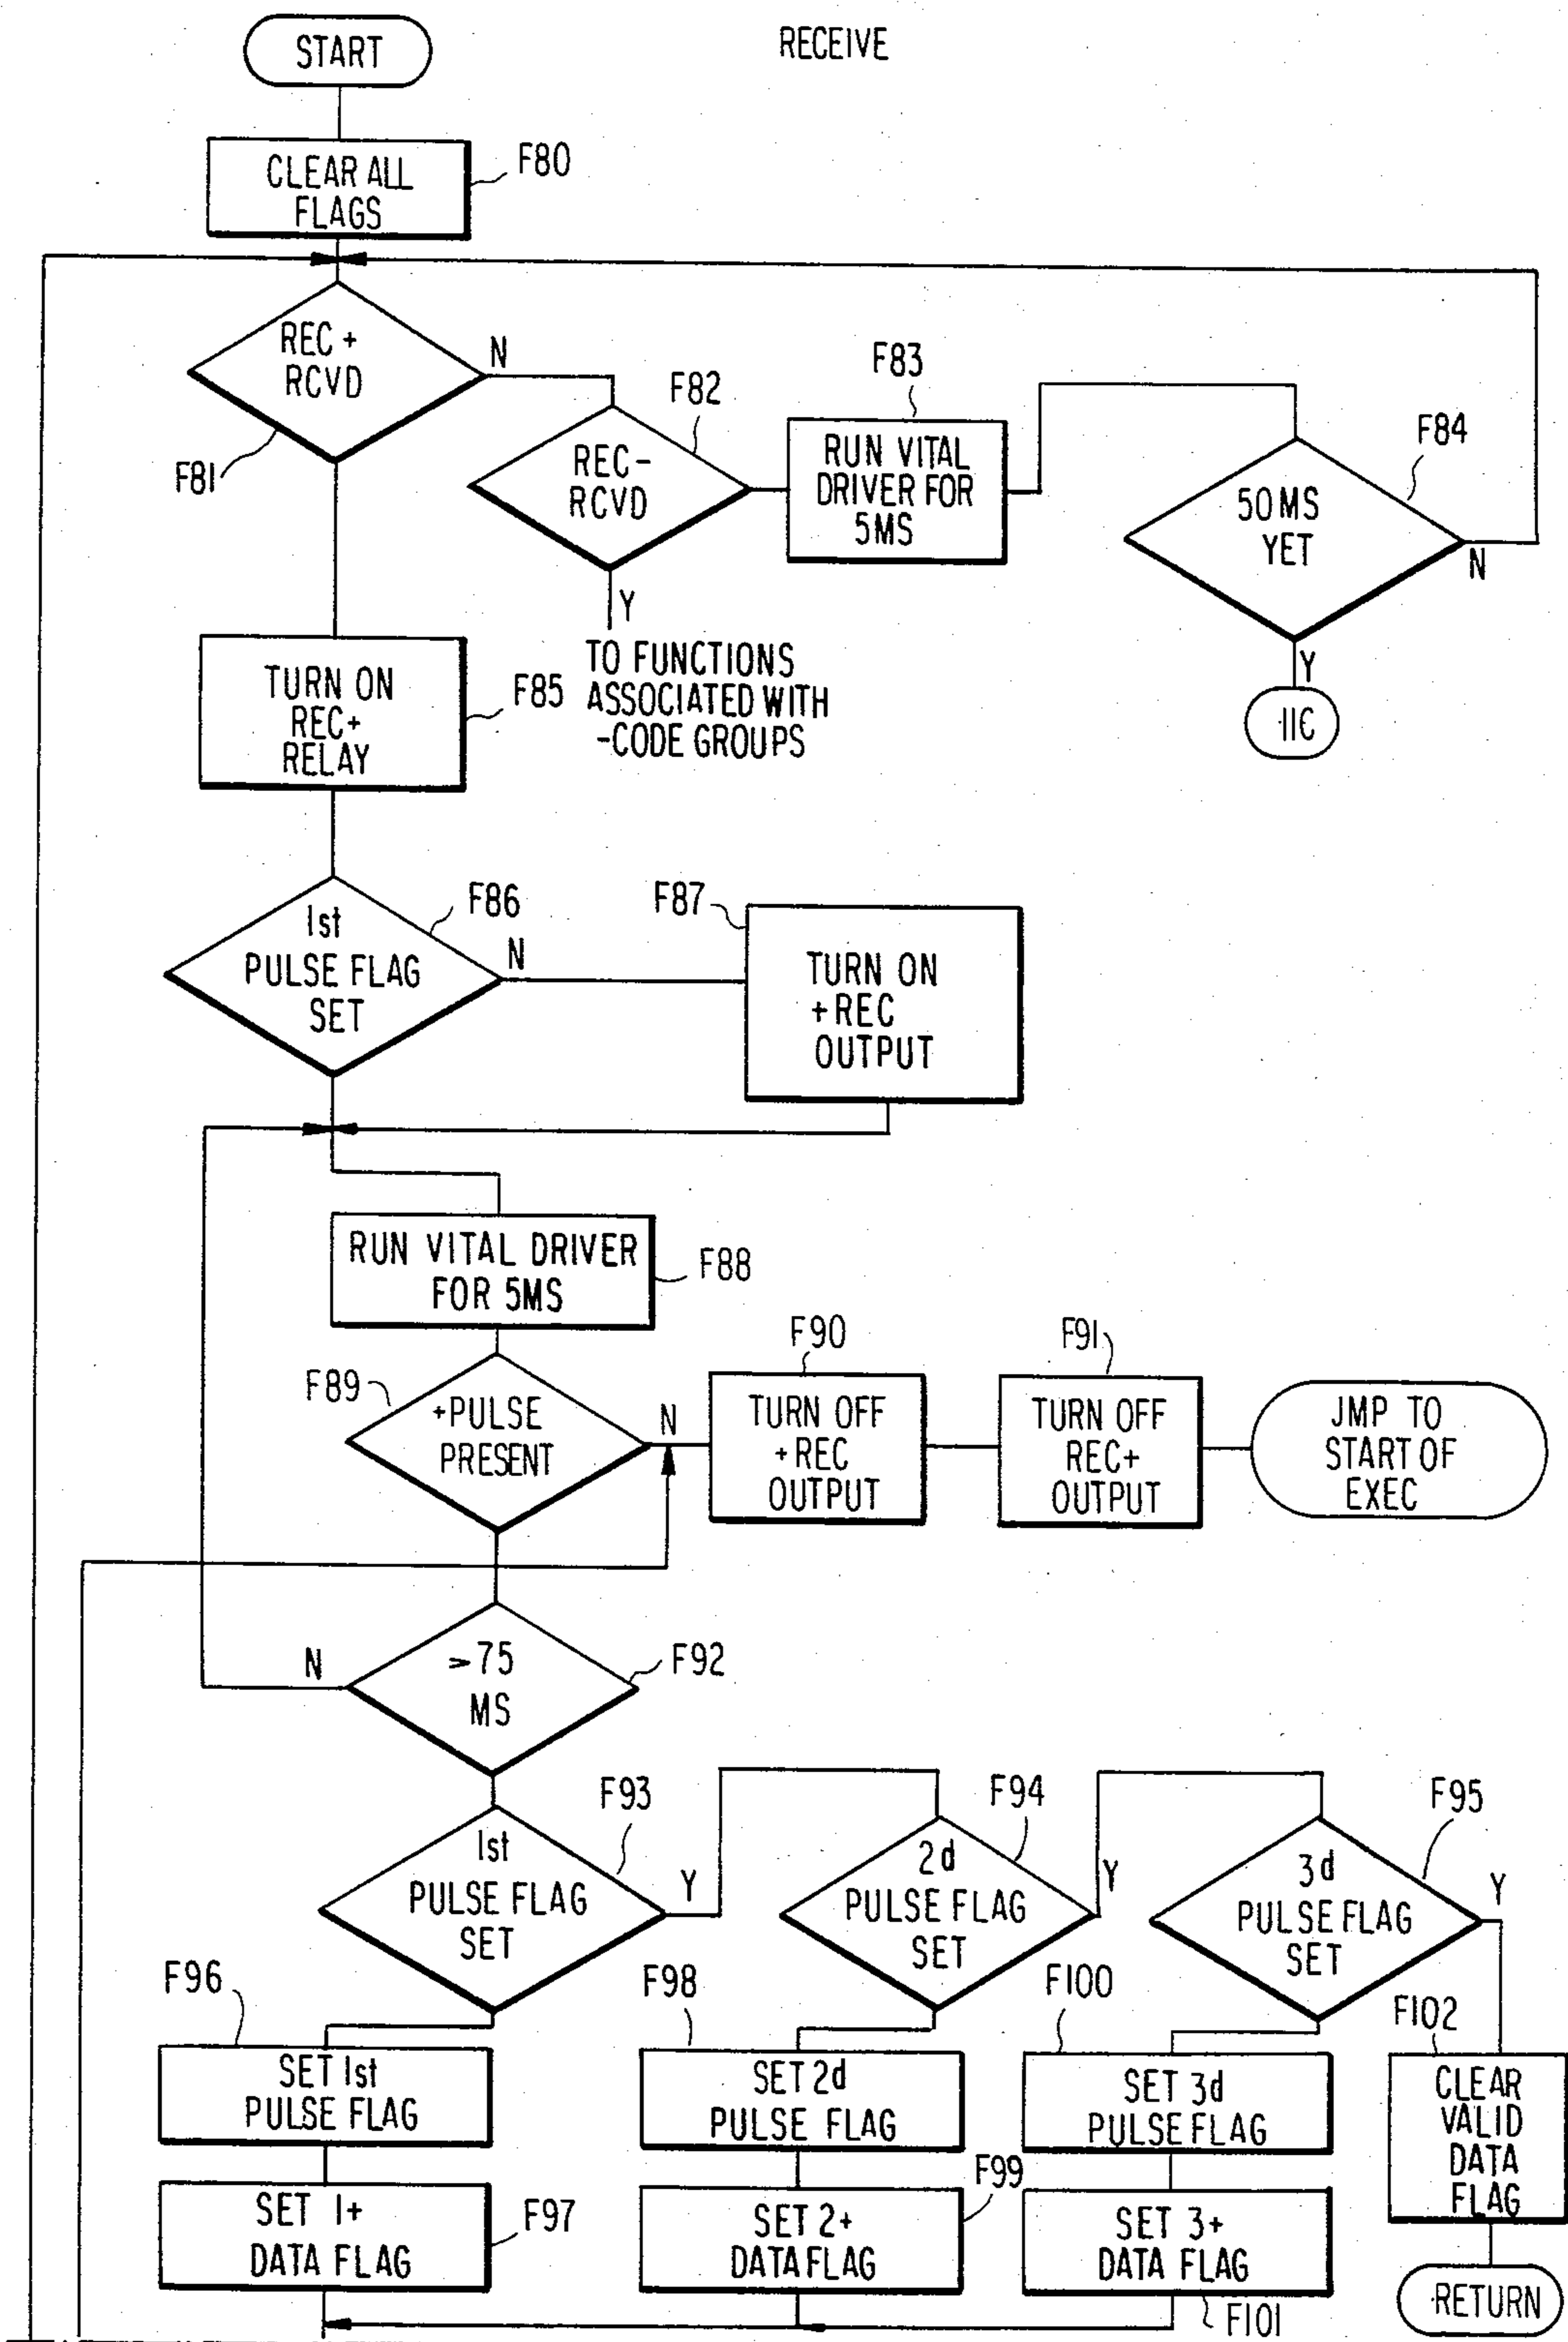 RECEIVE
START
CLEAR ALL
FLAGS
F80
REC +
RCVD
N
F81
REC-
RCVD
F82
Y
TO FUNCTIONS
ASSOCIATED WITH
-CODE GROUPS
F83
RUN VITAL
DRIVER FOR
5MS
F84
50MS
YET
N
Y
11C
TURN ON
REC+
RELAY
F85
1st
PULSE FLAG
SET
F86
N
F87
TURN ON
+REC
OUTPUT
RUN VITAL DRIVER
FOR 5MS
F88
F89
+PULSE
PRESENT
N
F90
TURN OFF
+REC
OUTPUT
F91
TURN OFF
REC+
OUTPUT
JMP TO
START OF
EXEC
N
>75
MS
F92
F93
1st
PULSE FLAG
SET
Y
F94
2d
PULSE FLAG
SET
Y
F95
3d
PULSE FLAG
SET
Y
F96
SET 1st
PULSE FLAG
F98
SET 2d
PULSE FLAG
F100
SET 3d
PULSE FLAG
F102
CLEAR
VALID
DATA
FLAG
SET 1+
DATA FLAG
F97
SET 2+
DATA FLAG
F99
SET 3+
DATA FLAG
F101
RETURN